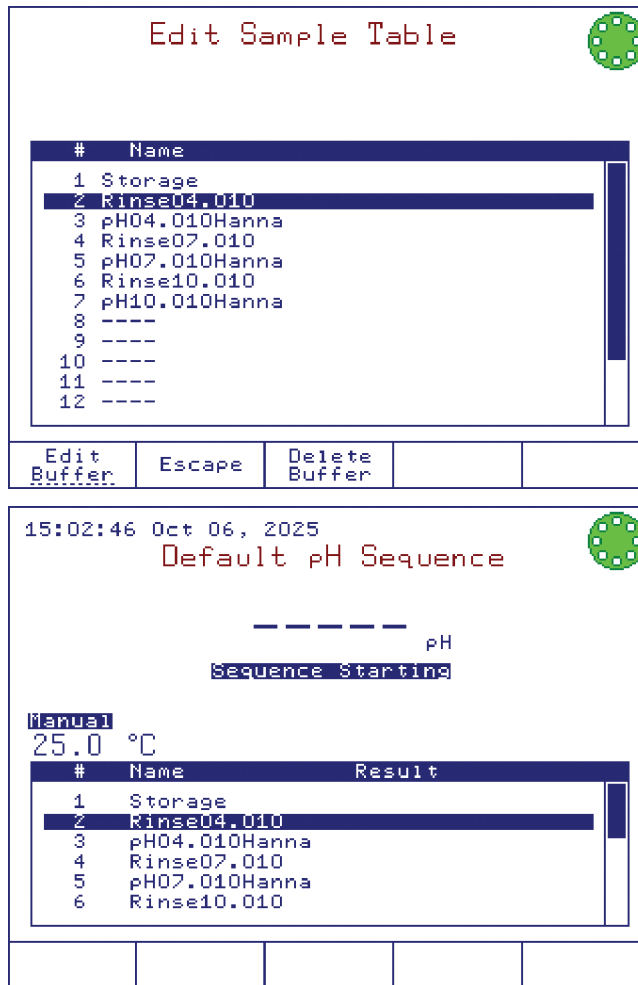 Edit Sample Table
# Name
1 Storage
2 Rinse04.010
3 pH04.010Hanna
4 Rinse07.010
5 pH07.010Hanna
6 Rinse10.010
7 pH10.010Hanna
8 ----
9 ----
10 ----
11 ----
12 ----
Edit Buffer
Escape
Delete Buffer
15:02:46 Oct 06, 2025
Default pH Sequence
----- pH
Sequence Starting
Manual
25.0 °C
# Name Result
1 Storage
2 Rinse04.010
3 pH04.010Hanna
4 Rinse07.010
5 pH07.010Hanna
6 Rinse10.010